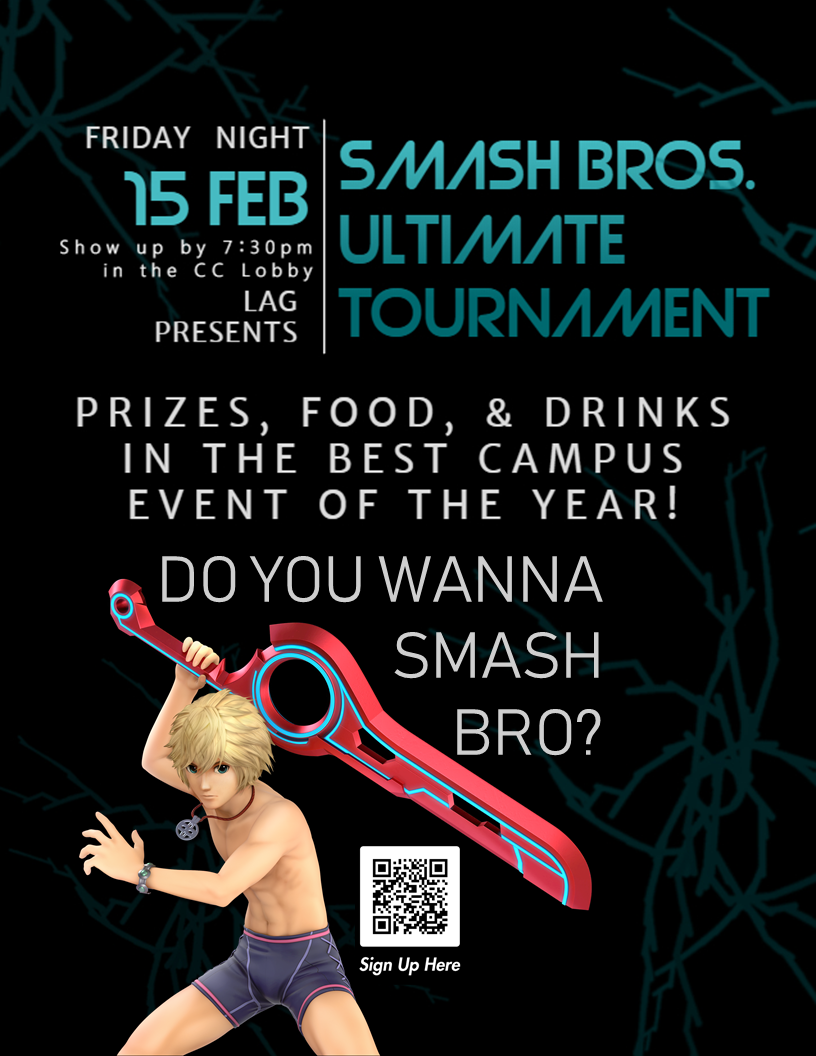 FRIDAY NIGHT
15 FEB
Show up by 7:30pm
in the CC Lobby
LAG
PRESENTS
SMASH BROS.
ULTIMATE
TOURNAMENT
PRIZES, FOOD, & DRINKS
IN THE BEST CAMPUS
EVENT OF THE YEAR!
DO YOU WANNA
SMASH
BRO?
Sign Up Here